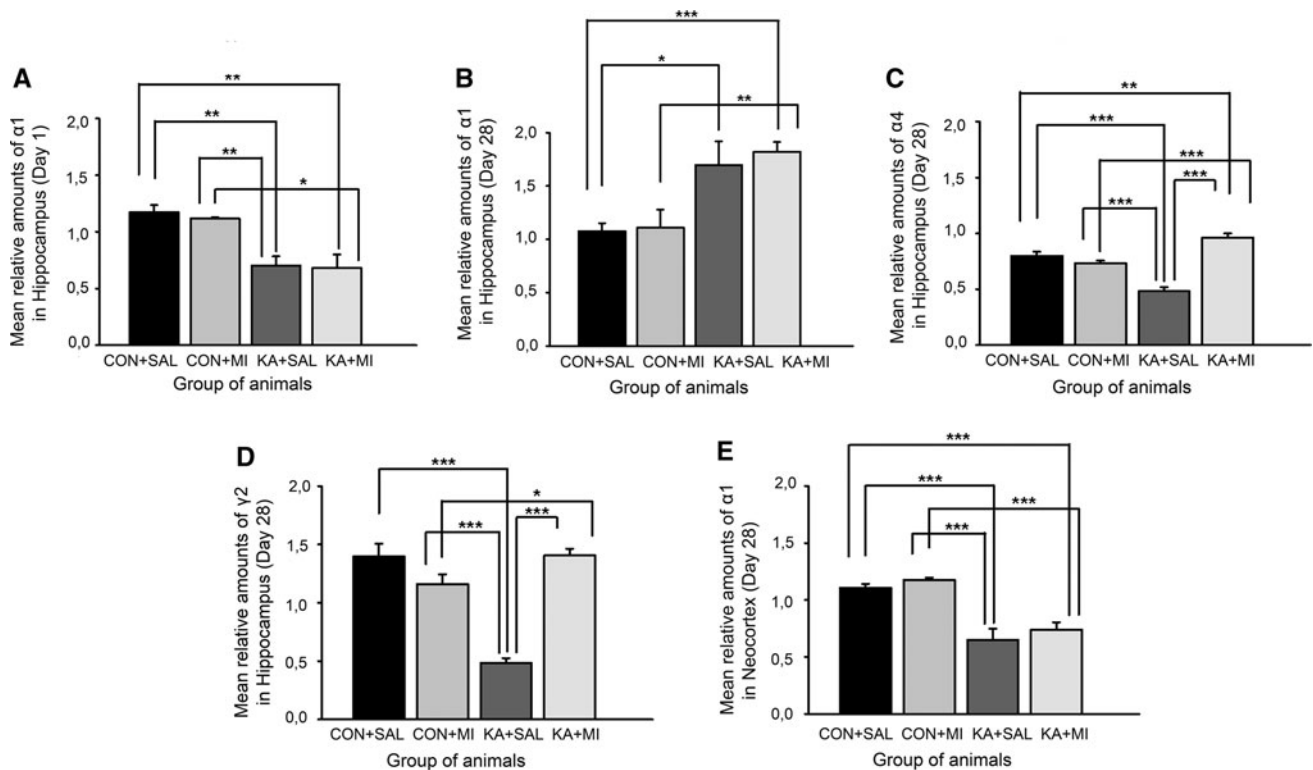 A
Mean relative amounts of α1
in Hippocampus (Day 1)
2,0
1,5
1,0
0,5
0,0
**
**
**
*
CON+SAL CON+MI KA+SAL KA+MI
Group of animals
B
Mean relative amounts of α1
in Hippocampus (Day 28)
2,0
1,5
1,0
0,5
0,0
***
*
**
CON+SAL CON+MI KA+SAL KA+MI
Group of animals
C
Mean relative amounts of α4
in Hippocampus (Day 28)
2,0
1,5
1,0
0,5
0,0
**
***
***
***
***
CON+SAL CON+MI KA+SAL KA+MI
Group of animals
D
Mean relative amounts of γ2
in Hippocampus (Day 28)
2,0
1,5
1,0
0,5
0,0
***
*
***
***
CON+SAL CON+MI KA+SAL KA+MI
Group of animals
E
Mean relative amounts of α1
in Neocortex (Day 28)
2,0
1,5
1,0
0,5
0,0
***
***
***
***
CON+SAL CON+MI KA+SAL KA+MI
Group of animals